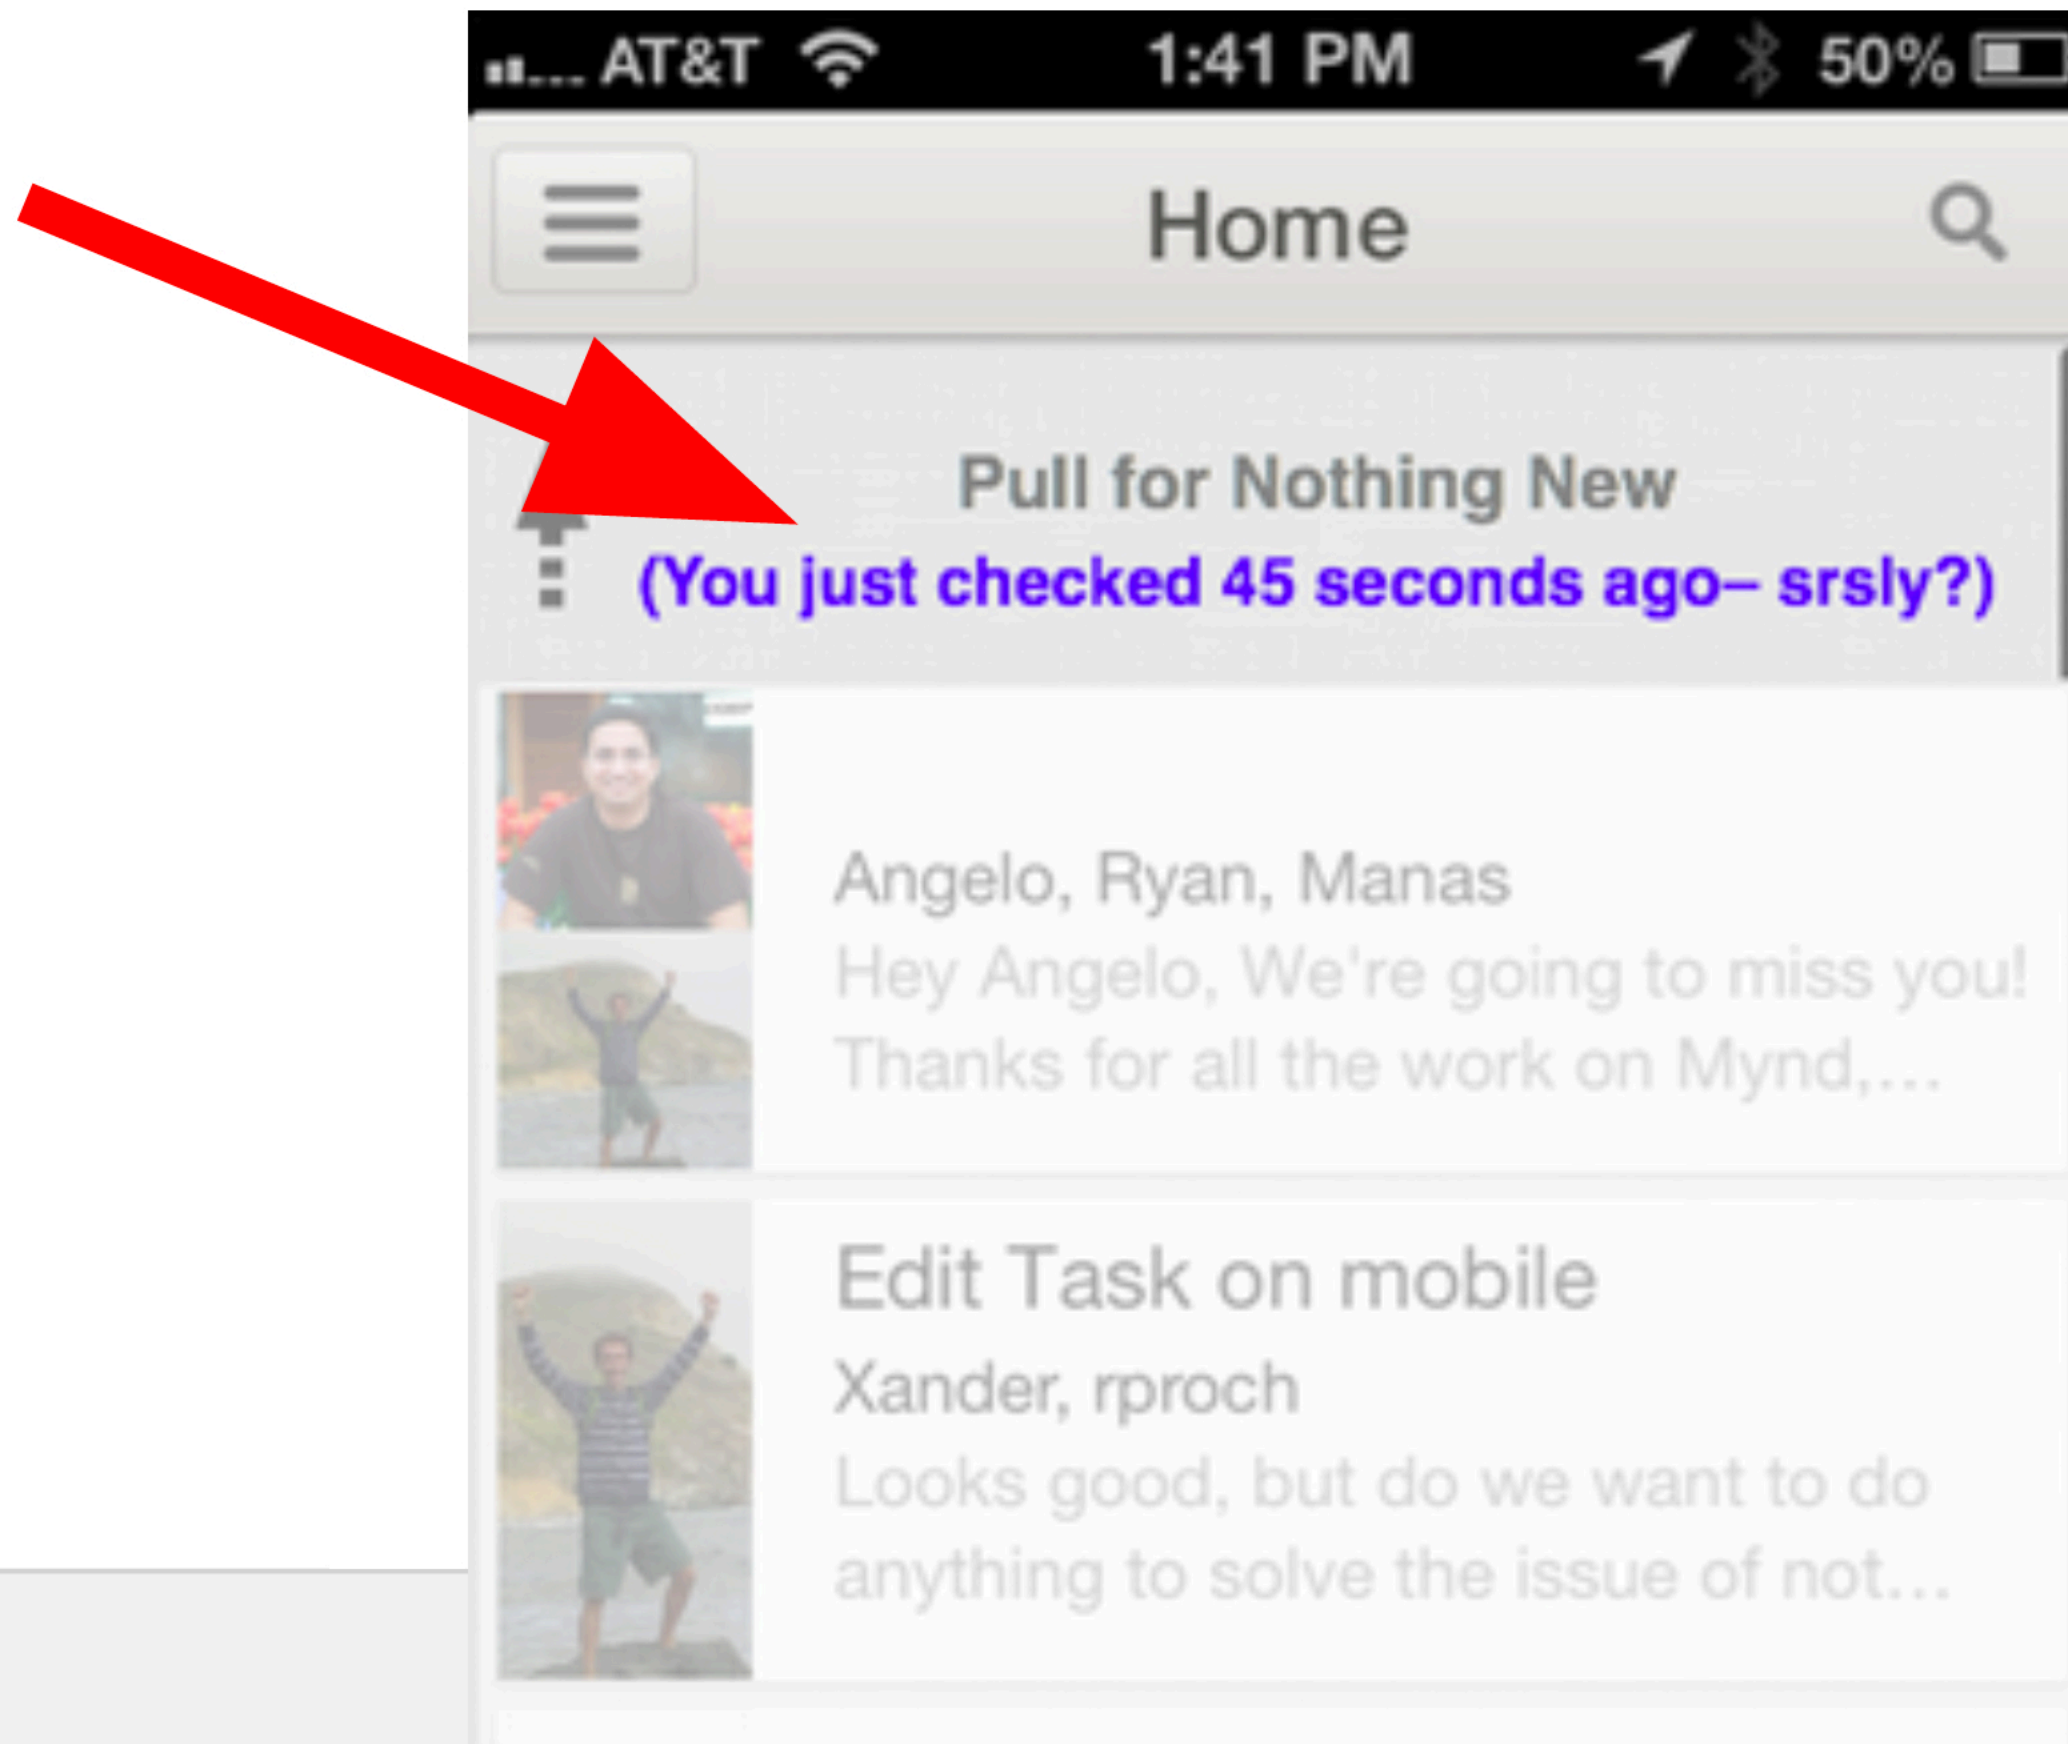 AT&T 1:41 PM 50%
Home
Pull for Nothing New
(You just checked 45 seconds ago– srsly?)
Angelo, Ryan, Manas
Hey Angelo, We're going to miss you!
Thanks for all the work on Mynd,...
Edit Task on mobile
Xander, rproch
Looks good, but do we want to do
anything to solve the issue of not...